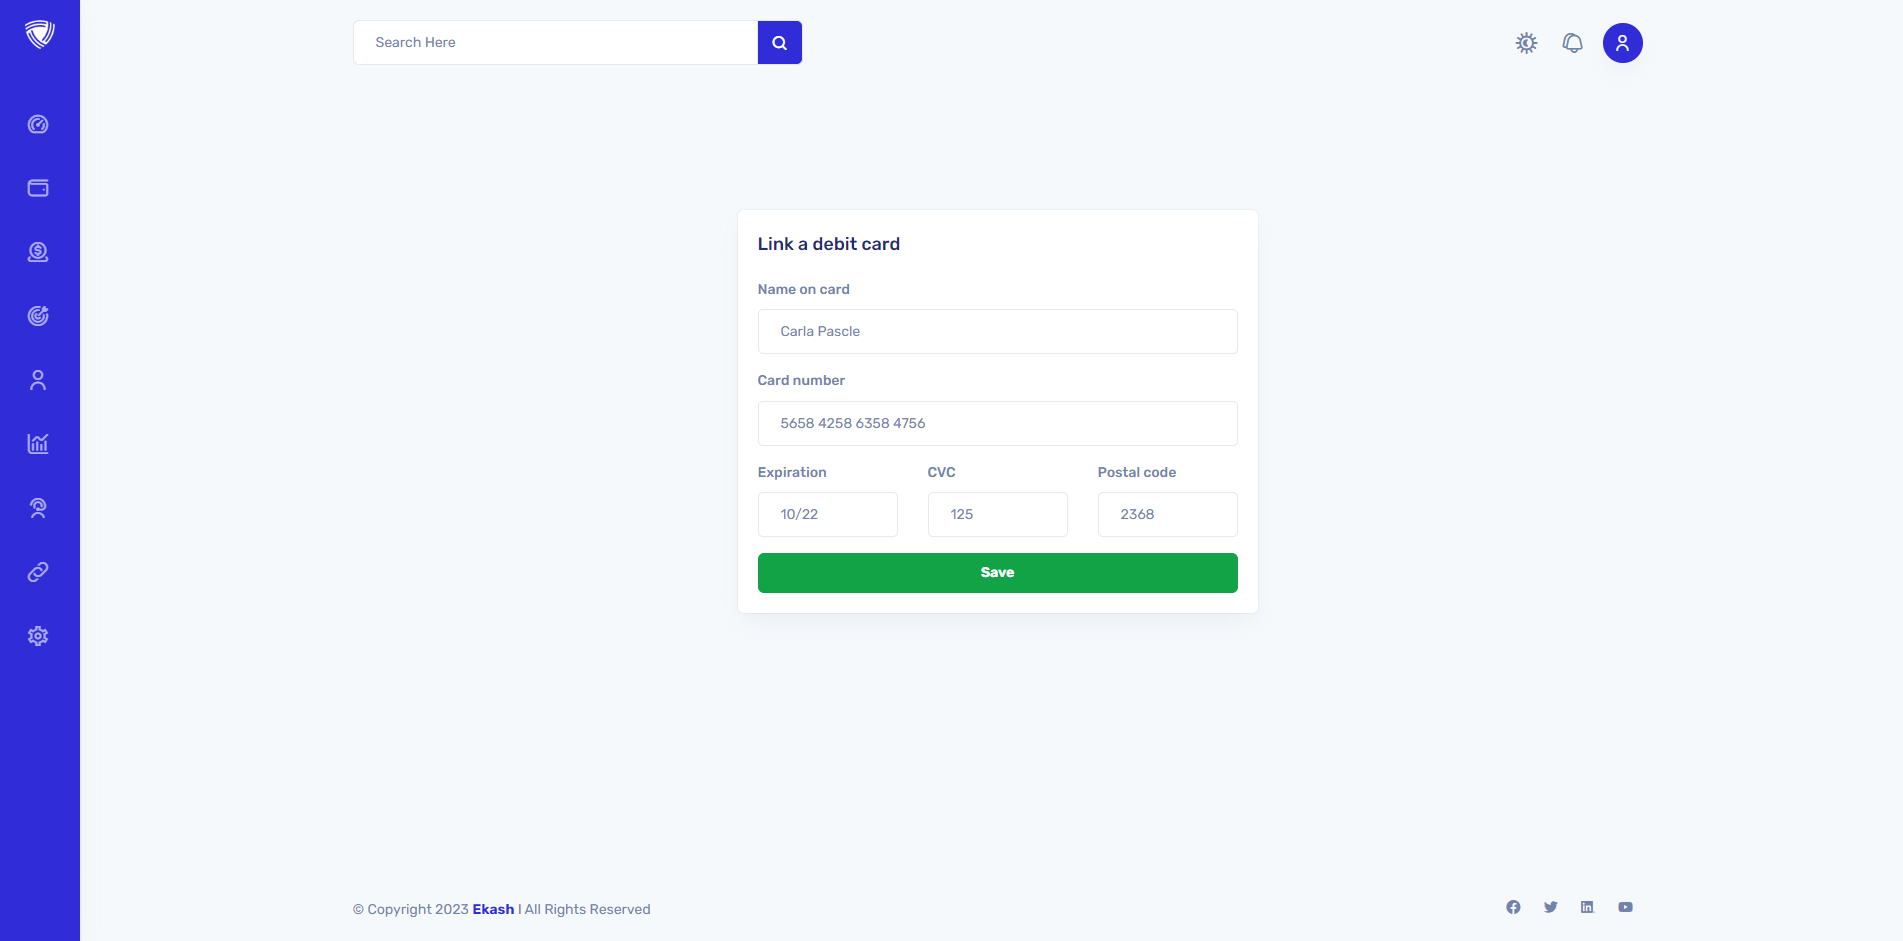 Search Here
Link a debit card
Name on card
Carla Pascle
Card number
5658 4258 6358 4756
Expiration CVC Postal code
10/22 125 2368
Save
© Copyright 2023 Ekash I All Rights Reserved